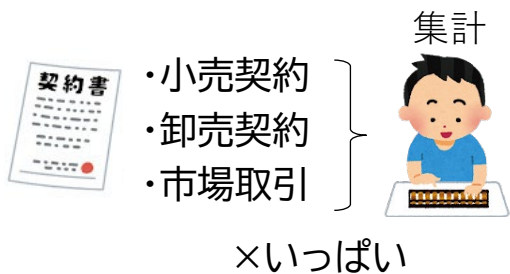 集計
契約書
・小売契約
・卸売契約
・市場取引
×いっぱい